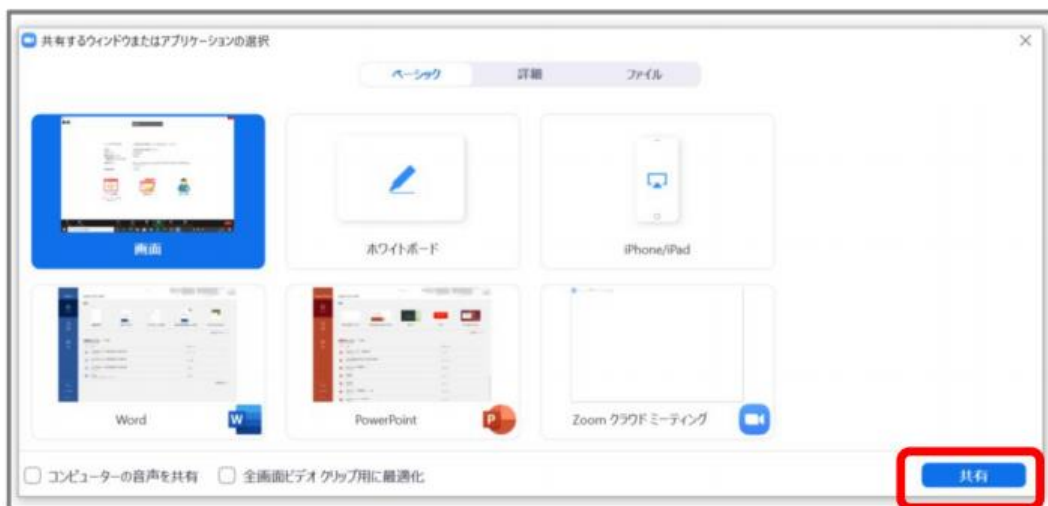 共有するウィンドウまたはアプリケーションの選択
ベーシック 詳細 ファイル
画面
ホワイトボード
iPhone/iPad
Word
PowerPoint
Zoom クラウド ミーティング
コンピューターの音声を共有 全画面ビデオ クリップ用に最適化
共有